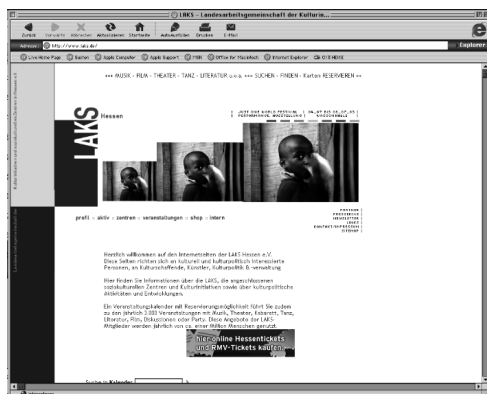 LAKS - Landesarbeitsgemeinschaft der Kulturin...
Zurück Vorwärts Abbrechen Aktualisieren Startseite Autoausfüllen Drucken E-Mail
Adresse: http://www.laks.de/
Explorer
Live Home Page Apple Computer Apple Support MSN Office for Macintosh Internet Explorer
••• MUSIK - FILM - THEATER - TANZ - LITERATUR u.v.a. ••• SUCHEN - FINDEN - Karten RESERVIEREN ••
LAKS
Hessen
profil :: aktiv :: zentren :: veranstaltungen :: shop :: intern
NEWSLETTER
KONTAKT/IMPRESSUM
SITEMAP
Herzlich willkommen auf den Internetseiten der LAKS Hessen e.V.
Diese Seiten richten sich an kulturell und kulturpolitisch interessierte
Personen, an Kulturschaffende, Künstler, Kulturpolitik & -verwaltung
Hier finden Sie Informationen über die LAKS, die angeschlossenen
soziokulturellen Zentren und Kulturinitiativen sowie über kulturpolitische
Aktivitäten und Entwicklungen.
Ein Veranstaltungskalender mit Reservierungsmöglichkeit führt Sie zudem
zu den jährlich 2.000 Veranstaltungen mit Musik, Theater, Kabarett, Tanz,
Literatur, Film, Diskussionen oder Party. Diese Angebote der LAKS-
Mitglieder werden jährlich von ca. einer Million Menschen genutzt.
hier online Hessentickets
und RMV-Tickets kaufen
Suche in Kalender